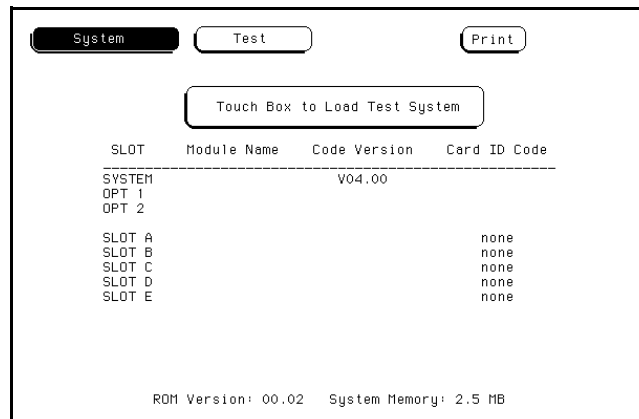 System Test Print
Touch Box to Load Test System
SLOT Module Name Code Version Card ID Code
SYSTEM V04.00
OPT 1
OPT 2
SLOT A none
SLOT B none
SLOT C none
SLOT D none
SLOT E none
ROM Version: 00.02 System Memory: 2.5 MB